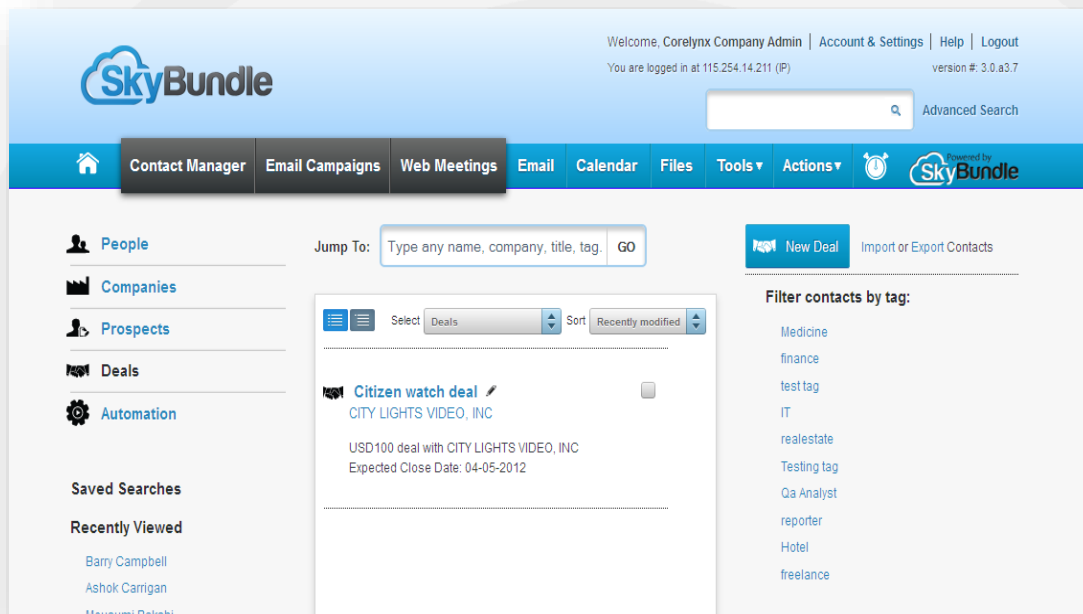 Welcome, Corelynx Company Admin | Account & Settings | Help | Logout
You are logged in at 115.254.14.211 (IP) version #: 3.0.a3.7
SkyBundle
Advanced Search
Contact Manager Email Campaigns Web Meetings Email Calendar Files Tools▾ Actions▾ Powered by SkyBundle
People
Companies
Prospects
Deals
Automation
Saved Searches
Recently Viewed
Barry Campbell
Ashok Carrigan
Jump To: Type any name, company, title, tag. GO
Select Deals Sort Recently modified
Citizen watch deal
CITY LIGHTS VIDEO, INC
USD100 deal with CITY LIGHTS VIDEO, INC
Expected Close Date: 04-05-2012
New Deal Import or Export Contacts
Filter contacts by tag:
Medicine
finance
test tag
IT
realestate
Testing tag
Qa Analyst
reporter
Hotel
freelance